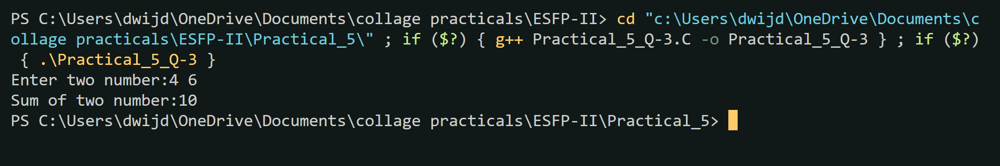 PS C:\Users\dwijd\OneDrive\Documents\collage practicals\ESFP-II> cd "c:\Users\dwijd\OneDrive\Documents\c
ollage practicals\ESFP-II\Practical_5\" ; if ($?) { g++ Practical_5_Q-3.C -o Practical_5_Q-3 } ; if ($?)
 { .\Practical_5_Q-3 }
Enter two number:4 6
Sum of two number:10
PS C:\Users\dwijd\OneDrive\Documents\collage practicals\ESFP-II\Practical_5>